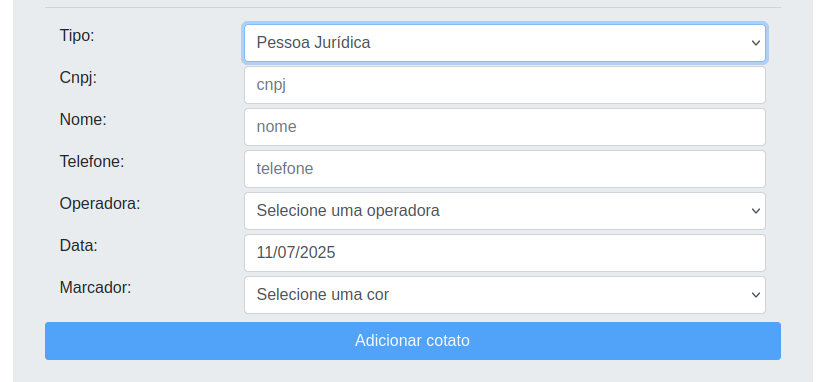 Tipo: Pessoa Jurídica
Cnpj: cnpj
Nome: nome
Telefone: telefone
Operadora: Selecione uma operadora
Data: 11/07/2025
Marcador: Selecione uma cor
Adicionar cotato